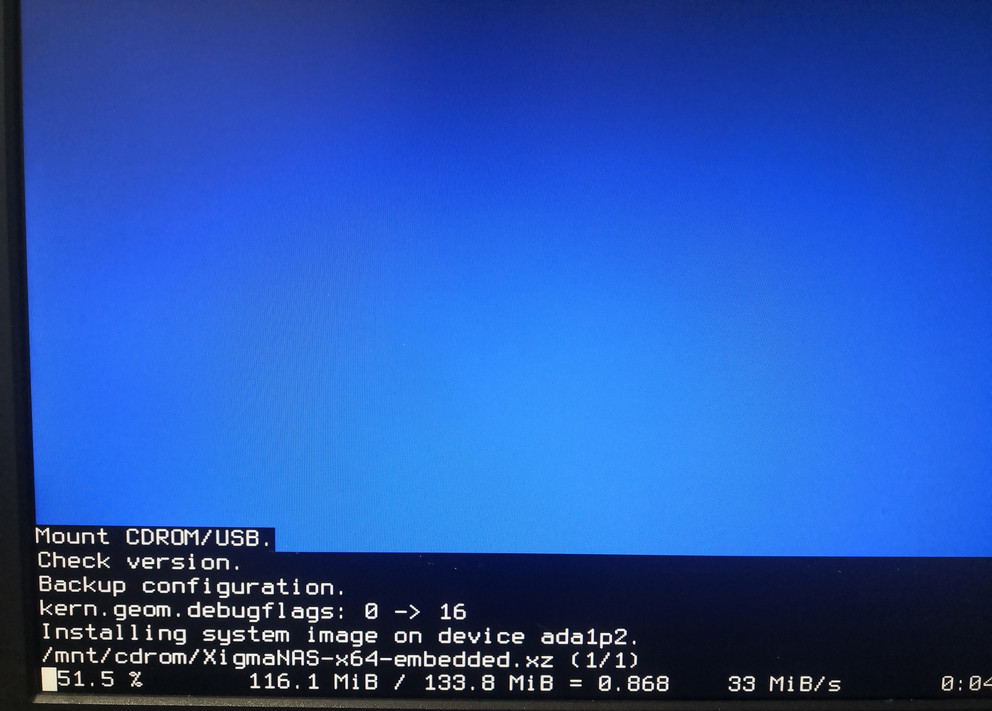 Mount CDROM/USB.
Check version.
Backup configuration.
kern.geom.debugflags: 0 -> 16
Installing system image on device ada1p2.
/mnt/cdrom/XigmaNAS-x64-embedded.xz (1/1)
51.5 % 116.1 MiB / 133.8 MiB = 0.868 33 MiB/s 0:04